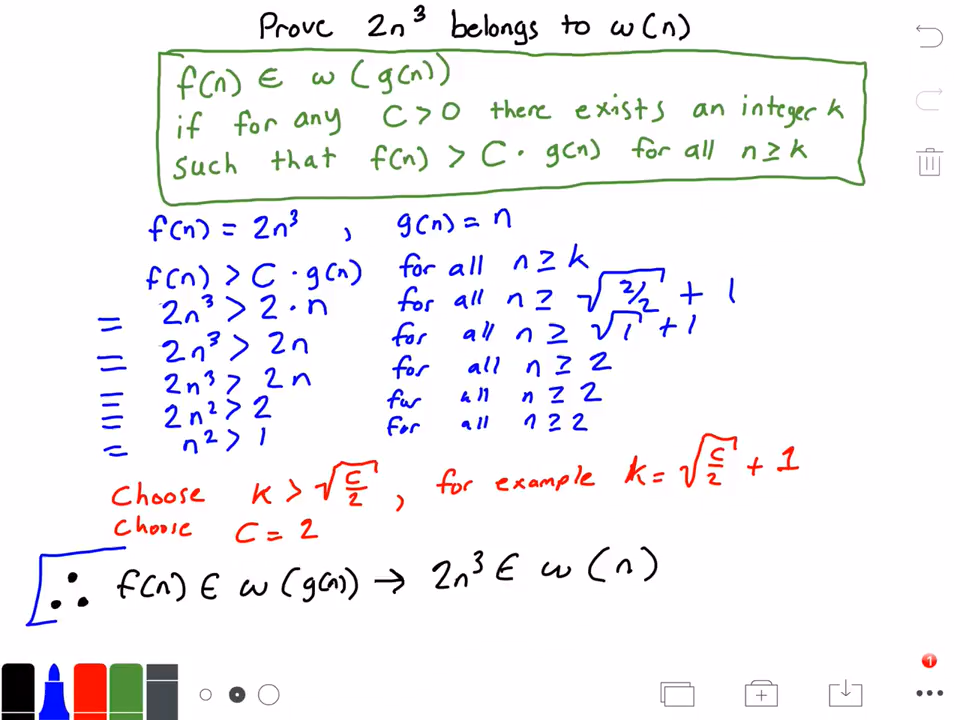 Prove 2n³ belongs to ω(n)
f(n) ∈ ω(g(n))
if for any C>0 there exists an integer k
such that f(n) > C · g(n) for all n ≥ k
f(n) = 2n³ , g(n) = n
f(n) > C · g(n) for all n ≥ k
= 2n³ > 2 · n for all n ≥ √(2/2) + 1
= 2n³ > 2n for all n ≥ √1 + 1
= 2n³ > 2n for all n ≥ 2
= 2n² > 2 for all n ≥ 2
= n² > 1 for all n ≥ 2
Choose K > √(C/2) , for example k = √(C/2) + 1
Choose C = 2
∴ f(n) ∈ ω(g(n)) → 2n³ ∈ ω(n)
1